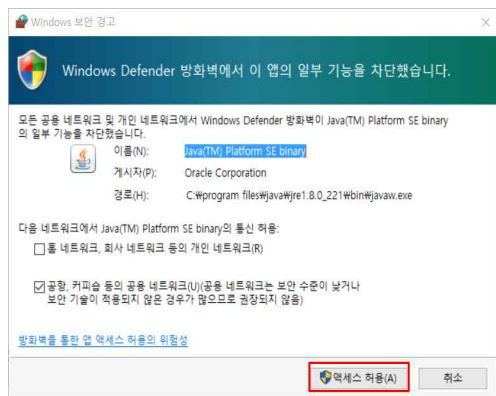 Windows 보안 경고
Windows Defender 방화벽에서 이 앱의 일부 기능을 차단했습니다.
모든 공용 네트워크 및 개인 네트워크에서 Windows Defender 방화벽이 Java(TM) Platform SE binary
의 일부 기능을 차단했습니다.
이름(N): Java(TM) Platform SE binary
게시자(P): Oracle Corporation
경로(H): C:₩program files₩java₩jre1.8.0_221₩bin₩javaw.exe
다음 네트워크에서 Java(TM) Platform SE binary의 통신 허용:
홈 네트워크, 회사 네트워크 등의 개인 네트워크(R)
공항, 커피숍 등의 공용 네트워크(U)(공용 네트워크는 보안 수준이 낮거나
보안 기술이 적용되지 않은 경우가 많으므로 권장되지 않음)
방화벽을 통한 앱 액세스 허용의 위험성
액세스 허용(A) 취소